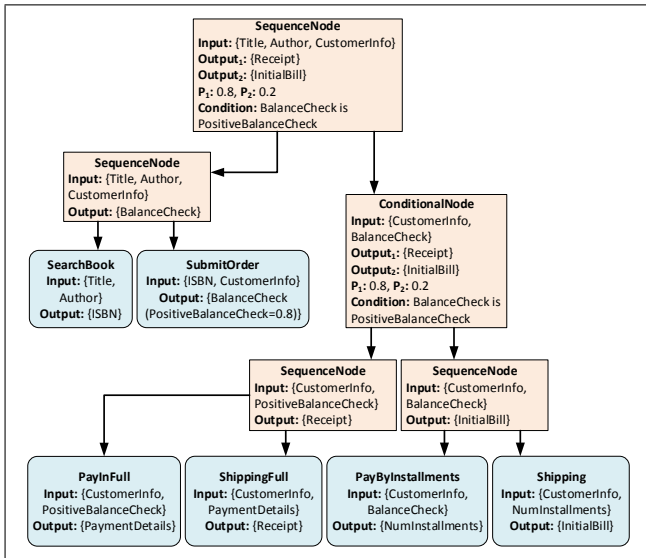 SequenceNode
Input: {Title, Author, CustomerInfo}
Output₁: {Receipt}
Output₂: {InitialBill}
P₁: 0.8, P₂: 0.2
Condition: BalanceCheck is
PositiveBalanceCheck
SequenceNode
Input: {Title, Author,
CustomerInfo}
Output: {BalanceCheck}
ConditionalNode
Input: {CustomerInfo,
BalanceCheck}
Output₁: {Receipt}
Output₂: {InitialBill}
P₁: 0.8, P₂: 0.2
Condition: BalanceCheck is
PositiveBalanceCheck
SearchBook
Input: {Title,
Author}
Output: {ISBN}
SubmitOrder
Input: {ISBN, CustomerInfo}
Output: {BalanceCheck
(PositiveBalanceCheck=0.8)}
SequenceNode
Input: {CustomerInfo,
PositiveBalanceCheck}
Output: {Receipt}
SequenceNode
Input: {CustomerInfo,
BalanceCheck}
Output: {InitialBill}
PayInFull
Input: {CustomerInfo,
PositiveBalanceCheck}
Output: {PaymentDetails}
ShippingFull
Input: {CustomerInfo,
PaymentDetails}
Output: {Receipt}
PayByInstallments
Input: {CustomerInfo,
BalanceCheck}
Output: {NumInstallments}
Shipping
Input: {CustomerInfo,
NumInstallments}
Output: {InitialBill}